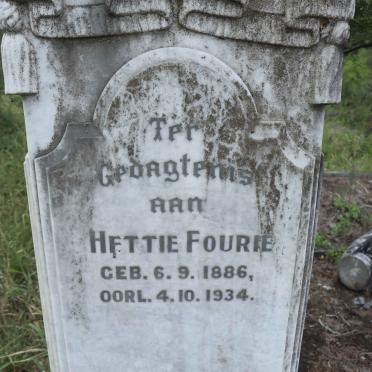 Ter
Gedagtenis
aan
HETTIE FOURIE
GEB. 6. 9. 1886,
OORL. 4. 10. 1934.